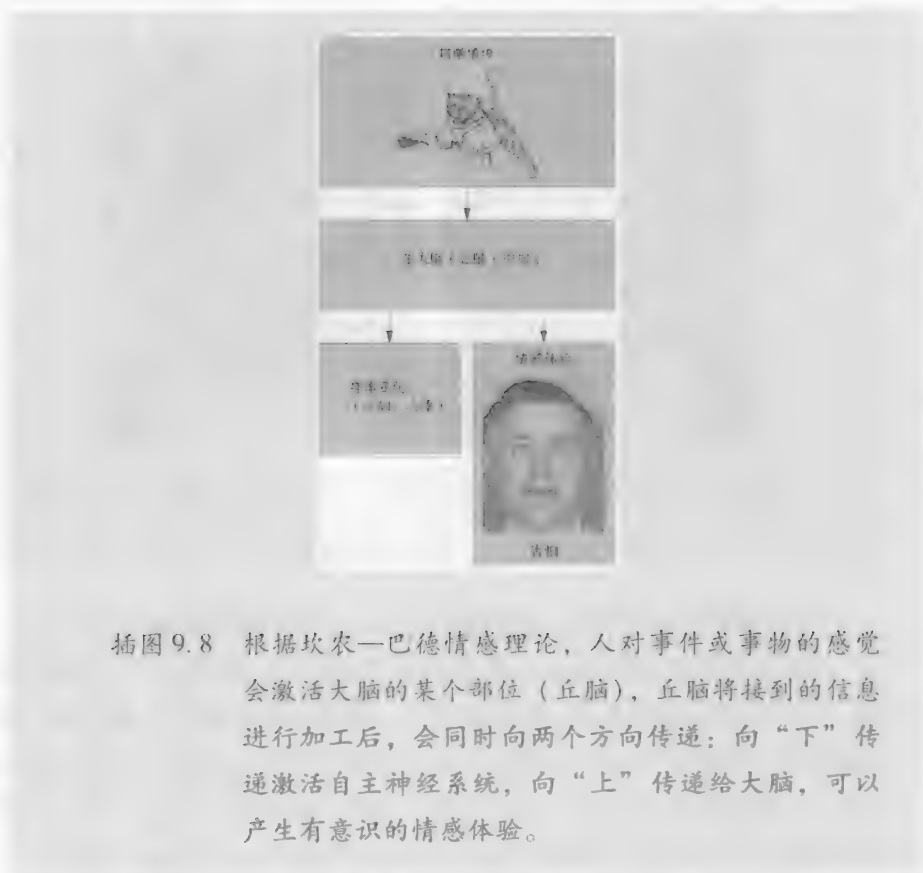 害怕
插图9.8 根据坎农—巴德情感理论，人对事件或事物的感觉
会激活大脑的某个部位（丘脑），丘脑将接到的信息
进行加工后，会同时向两个方向传递：向“下”传
递激活自主神经系统，向“上”传递给大脑，可以
产生有意识的情感体验。